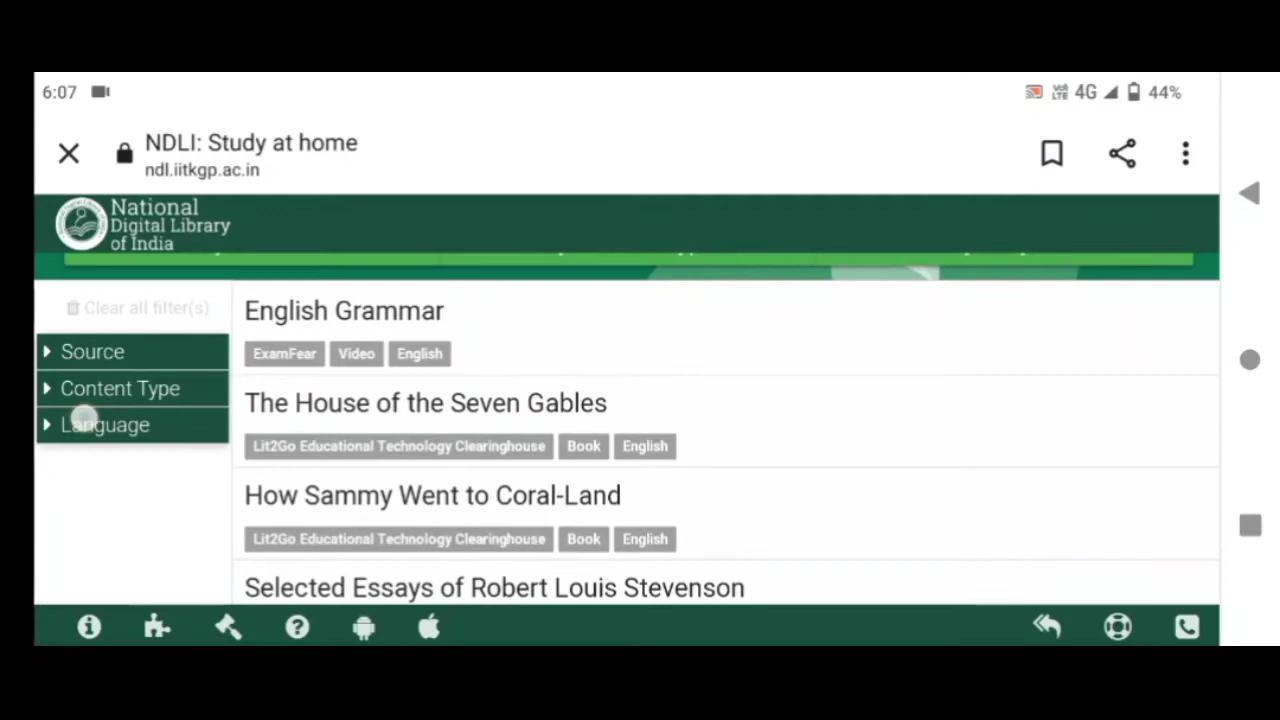 6:07
Vo) LTE 4G 44%
NDLI: Study at home
ndl.iitkgp.ac.in
National
Digital Library
of India
Clear all filter(s)
Source
Content Type
Language
English Grammar
ExamFear Video English
The House of the Seven Gables
Lit2Go Educational Technology Clearinghouse Book English
How Sammy Went to Coral-Land
Lit2Go Educational Technology Clearinghouse Book English
Selected Essays of Robert Louis Stevenson